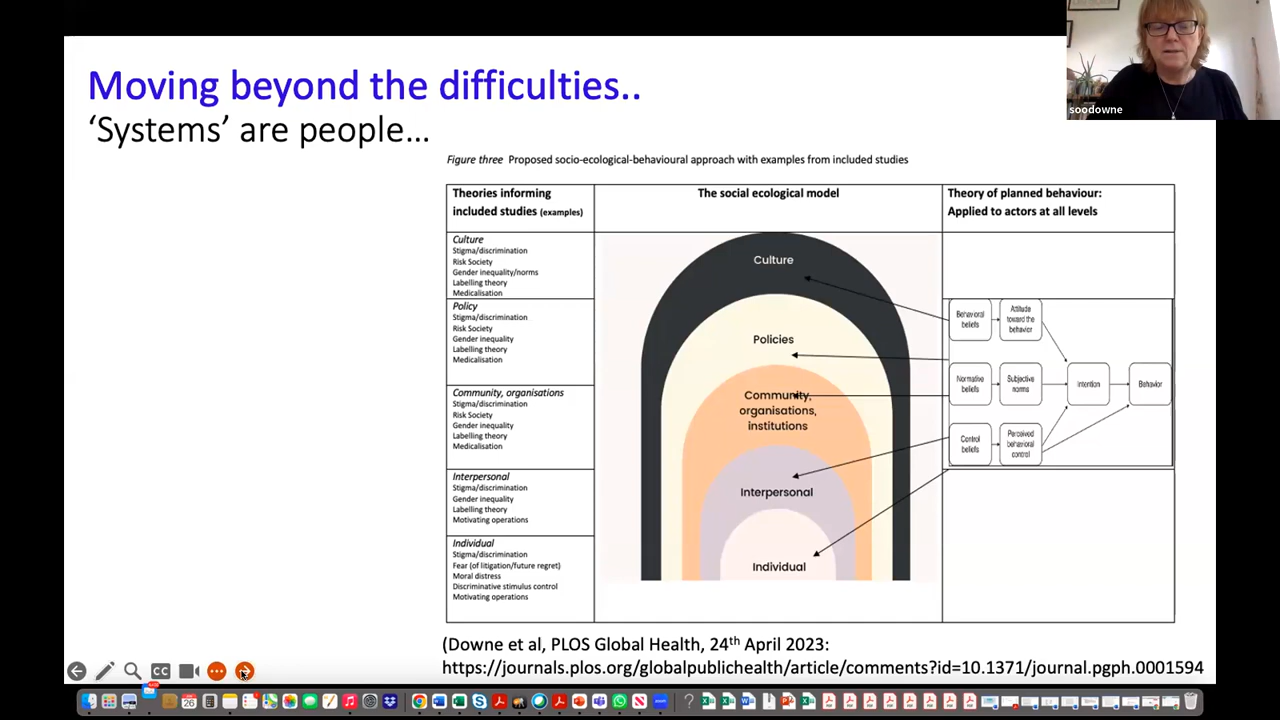 soodowne
Moving beyond the difficulties..
‘Systems’ are people…
Figure three Proposed socio-ecological-behavioural approach with examples from included studies
Theories informing
included studies (examples)
The social ecological model
Theory of planned behaviour:
Applied to actors at all levels
Culture
Stigma/discrimination
Risk Society
Gender inequality/norms
Labelling theory
Medicalisation
Policy
Stigma/discrimination
Risk Society
Gender inequality
Labelling theory
Medicalisation
Community, organisations
Stigma/discrimination
Risk Society
Gender inequality
Labelling theory
Medicalisation
Interpersonal
Stigma/discrimination
Gender inequality
Labelling theory
Motivating operations
Individual
Stigma/discrimination
Fear (of litigation/future regret)
Moral distress
Discriminative stimulus control
Motivating operations
Culture
Policies
Community,
organisations,
institutions
Interpersonal
Individual
Behavioral
beliefs
Attitude
toward the
behavior
Normative
beliefs
Subjective
norms
Intention
Behavior
Control
beliefs
Perceived
behavioral
control
(Downe et al, PLOS Global Health, 24th April 2023:
https://journals.plos.org/globalpublichealth/article/comments?id=10.1371/journal.pgph.0001594
CC
26